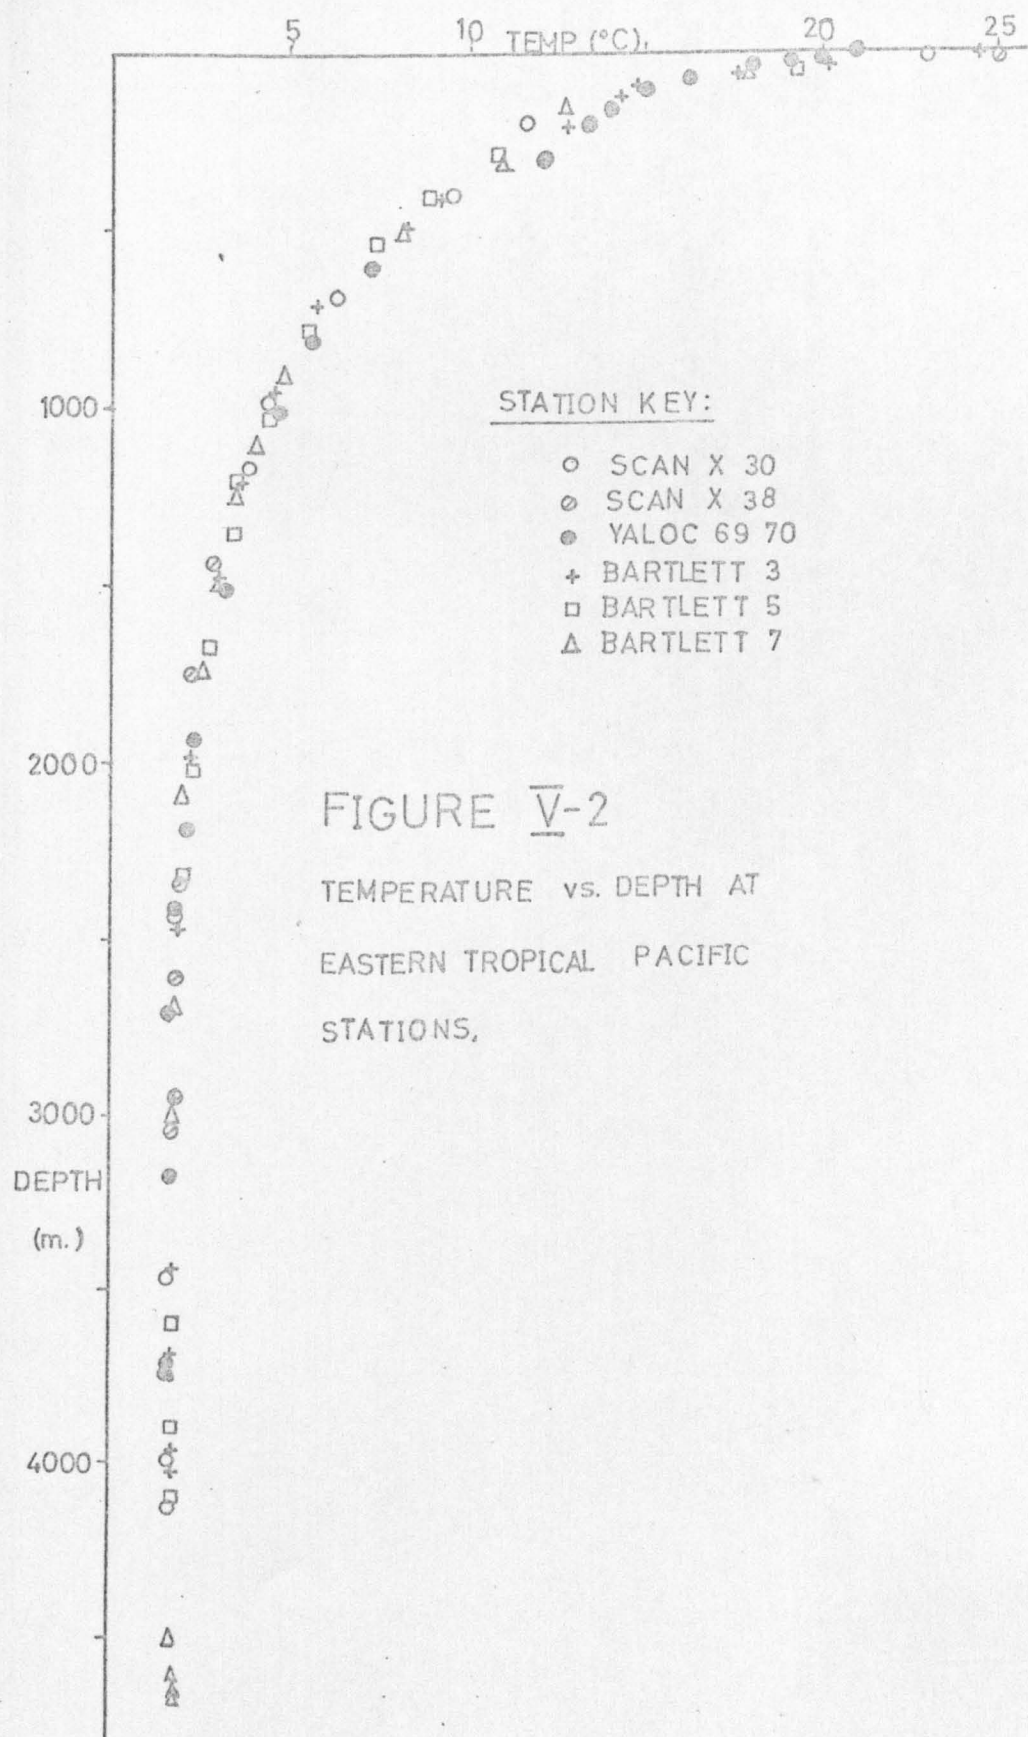 5 10 20 25
TEMP (°C).
1000
STATION KEY:
SCAN X 30
SCAN X 38
YALOC 69 70
BARTLETT 3
BARTLETT 5
BARTLETT 7
2000
FIGURE V-2
TEMPERATURE vs. DEPTH AT
EASTERN TROPICAL PACIFIC
STATIONS.
3000
DEPTH
(m.)
4000